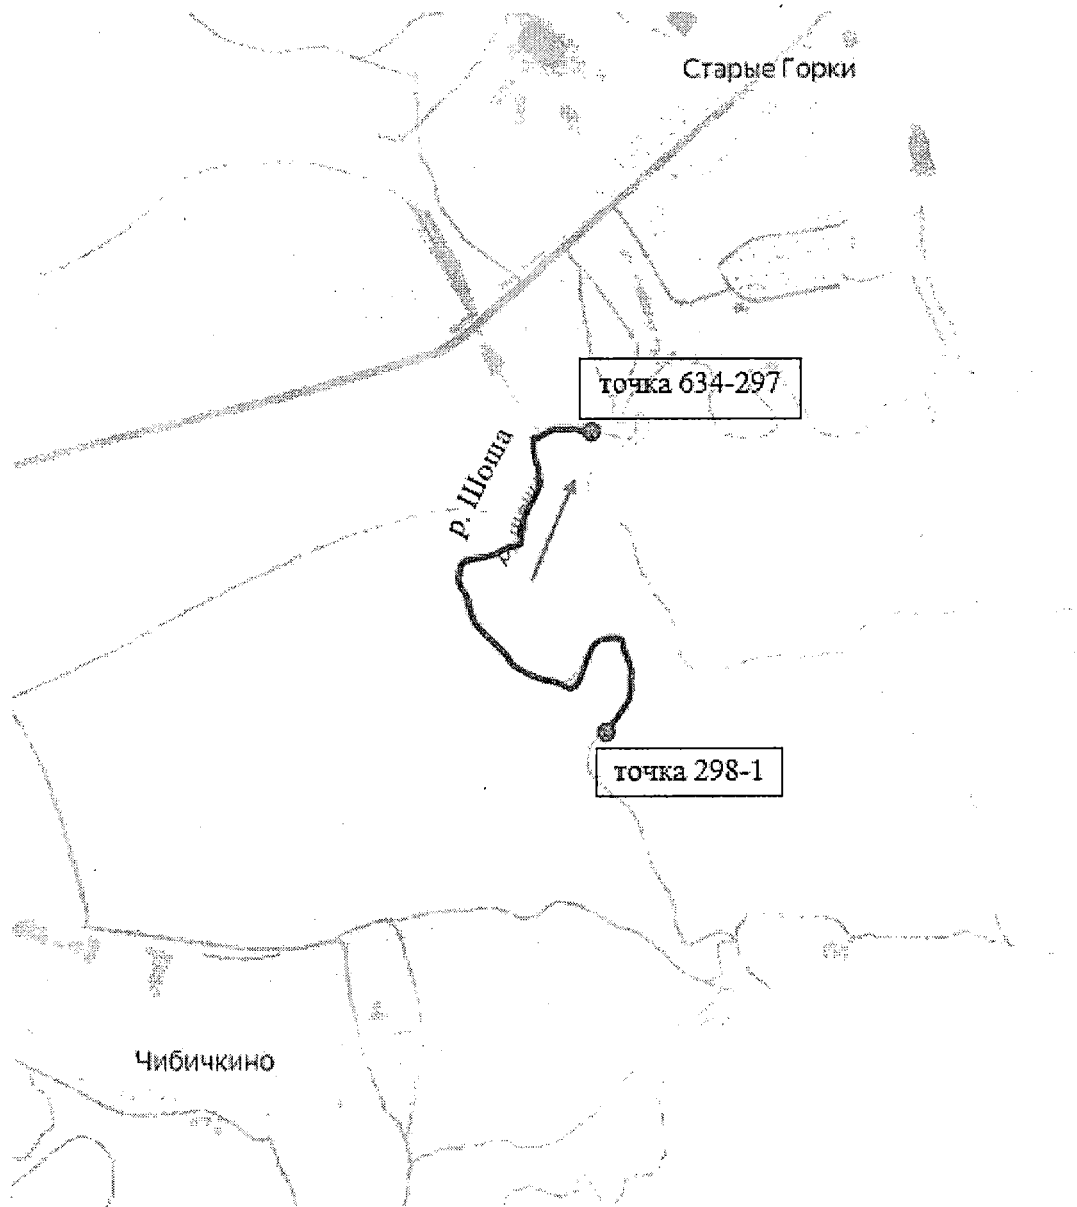 Старые Горки
точка 634-297
р. Шоша
точка 298-1
Чибичкино